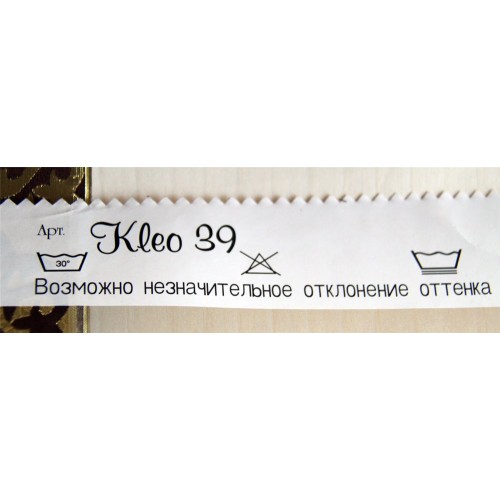 Арт. Kleo 39
30°
Возможно незначительное отклонение оттенка